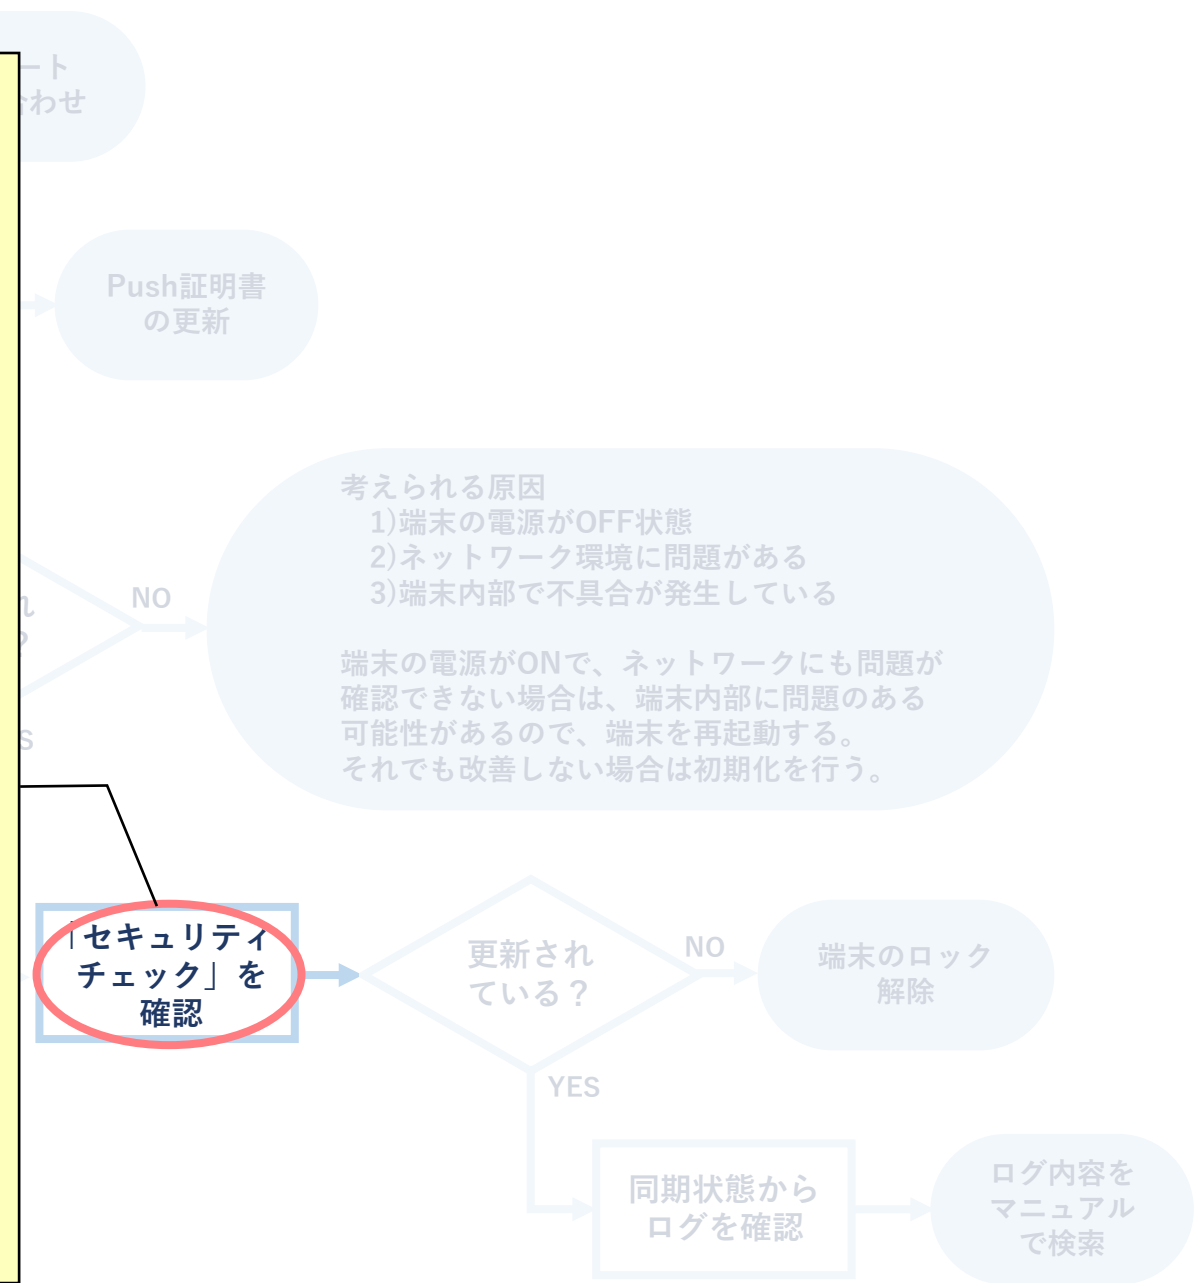 ート
合わせ
Push証明書
の更新
考えられる原因
1)端末の電源がOFF状態
2)ネットワーク環境に問題がある
3)端末内部で不具合が発生している
端末の電源がONで、ネットワークにも問題が
確認できない場合は、端末内部に問題のある
可能性があるので、端末を再起動する。
それでも改善しない場合は初期化を行う。
NO
れ
?
S
「セキュリティ
チェック」を
確認
更新され
ている？
NO
端末のロック
解除
YES
同期状態から
ログを確認
ログ内容を
マニュアル
で検索